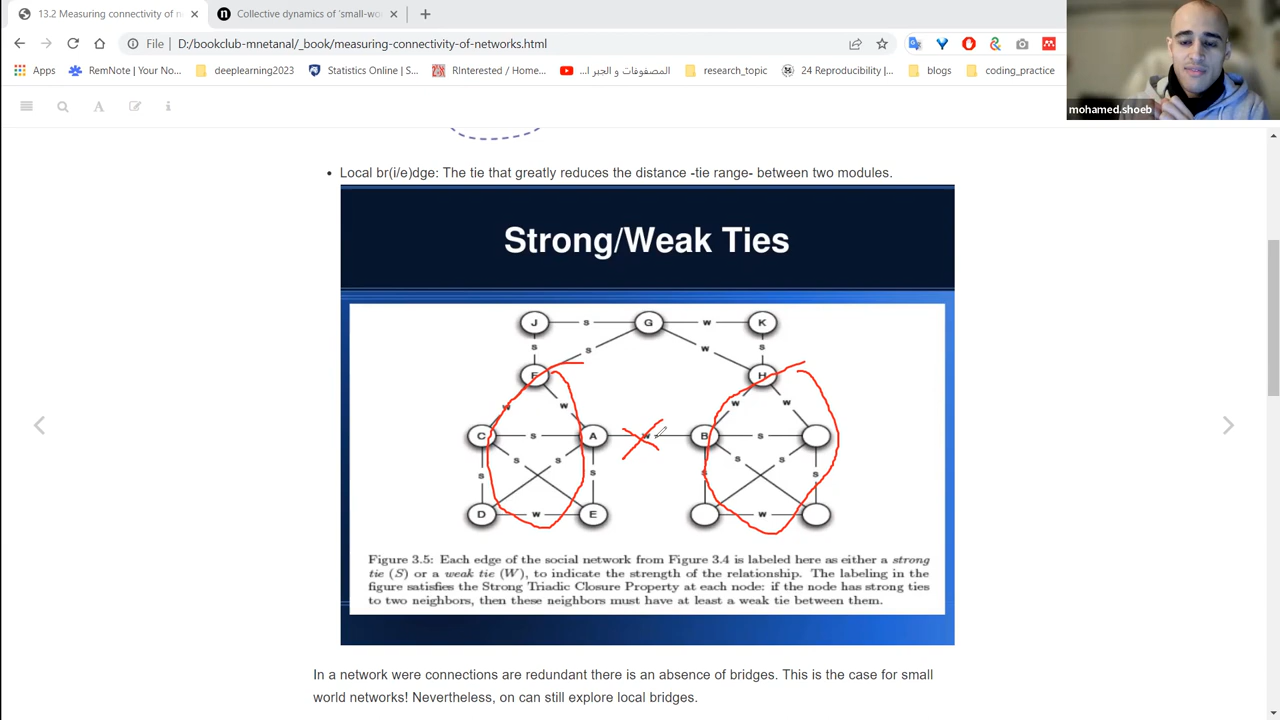 13.2 Measuring connectivity of n
Collective dynamics of 'small-wo
File
D:/bookclub_mnetanal/_book/measuring-connectivity-of-networks.html
Apps
RemNote | Your No...
deeplearning2023
Statistics Online | S...
RInterested / Home...
المصفوفات و الجبر ا...
research_topic
24 Reproducibility |...
blogs
coding_practice
mohamed.shoeb
• Local br(i/e)dge: The tie that greatly reduces the distance -tie range- between two modules.
Strong/Weak Ties
J s G w K
s s w s
F H
w w w w
C s A w B s
s s s s s s s s
D w E w
Figure 3.5: Each edge of the social network from Figure 3.4 is labeled here as either a strong
tie (S) or a weak tie (W), to indicate the strength of the relationship. The labeling in the
figure satisfies the Strong Triadic Closure Property at each node: if the node has strong ties
to two neighbors, then these neighbors must have at least a weak tie between them.
In a network were connections are redundant there is an absence of bridges. This is the case for small
world networks! Nevertheless, on can still explore local bridges.